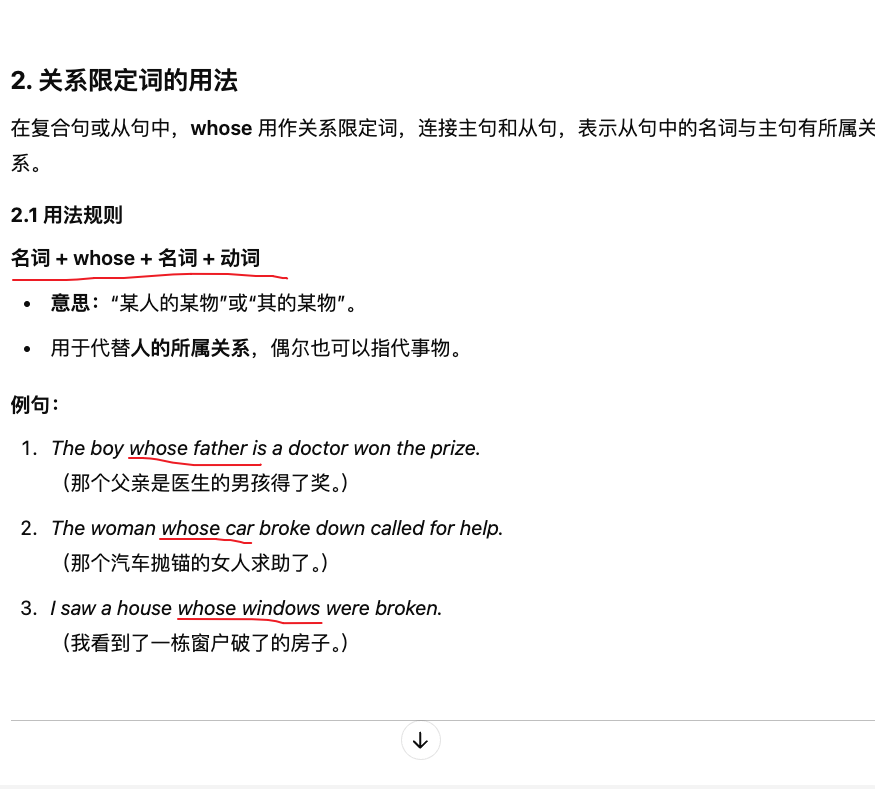 2. 关系限定词的用法
在复合句或从句中，whose 用作关系限定词，连接主句和从句，表示从句中的名词与主句有所属关
系。
2.1 用法规则
名词 + whose + 名词 + 动词
• 意思：“某人的某物”或“其的某物”。
• 用于代替人的所属关系，偶尔也可以指代事物。
例句：
1. The boy whose father is a doctor won the prize.
（那个父亲是医生的男孩得了奖。）
2. The woman whose car broke down called for help.
（那个汽车抛锚的女人求助了。）
3. I saw a house whose windows were broken.
（我看到了一栋窗户破了的房子。）